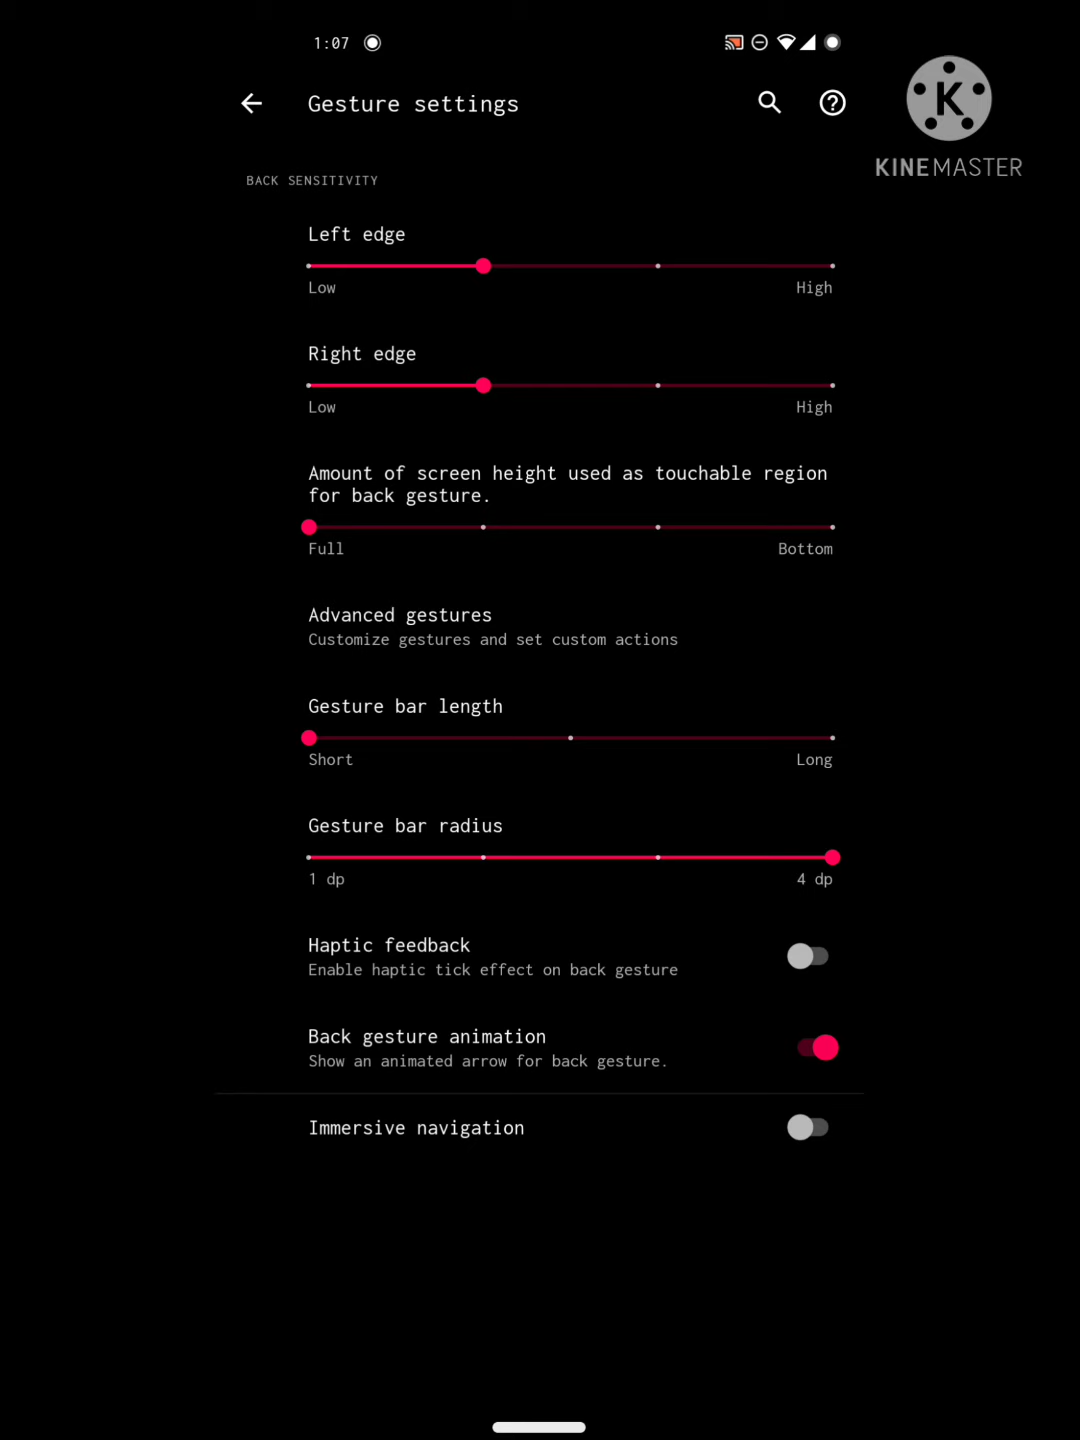 1:07
Gesture settings
K
KINEMASTER
BACK SENSITIVITY
Left edge
Low High
Right edge
Low High
Amount of screen height used as touchable region
for back gesture.
Full Bottom
Advanced gestures
Customize gestures and set custom actions
Gesture bar length
Short Long
Gesture bar radius
1 dp 4 dp
Haptic feedback
Enable haptic tick effect on back gesture
Back gesture animation
Show an animated arrow for back gesture.
Immersive navigation